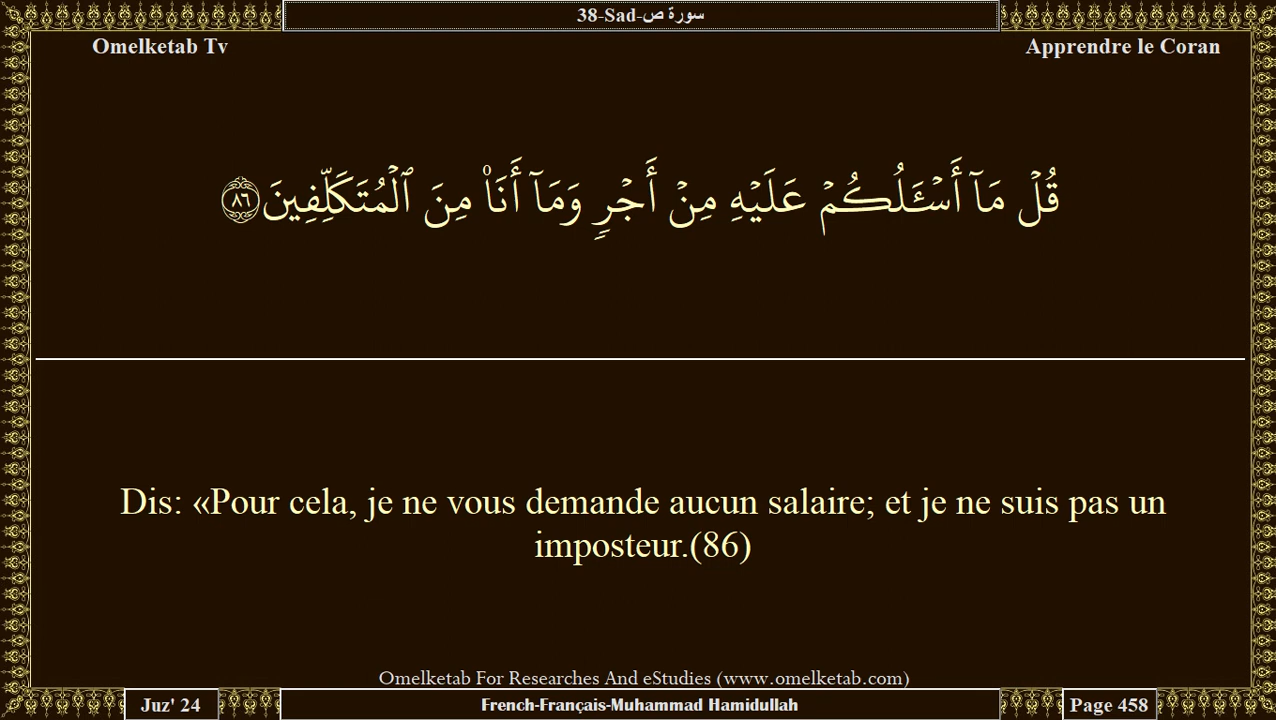 38-Sad-سورة ص
Omelketab Tv
Apprendre le Coran
قُلْ مَآ أَسْـَٔلُكُمْ عَلَيْهِ مِنْ أَجْرٍ وَمَآ أَنَا۠ مِنَ ٱلْمُتَكَلِّفِينَ ٨٦
Dis: «Pour cela, je ne vous demande aucun salaire; et je ne suis pas un
imposteur.(86)
Omelketab For Researches And eStudies (www.omelketab.com)
Juz' 24
French-Français-Muhammad Hamidullah
Page 458